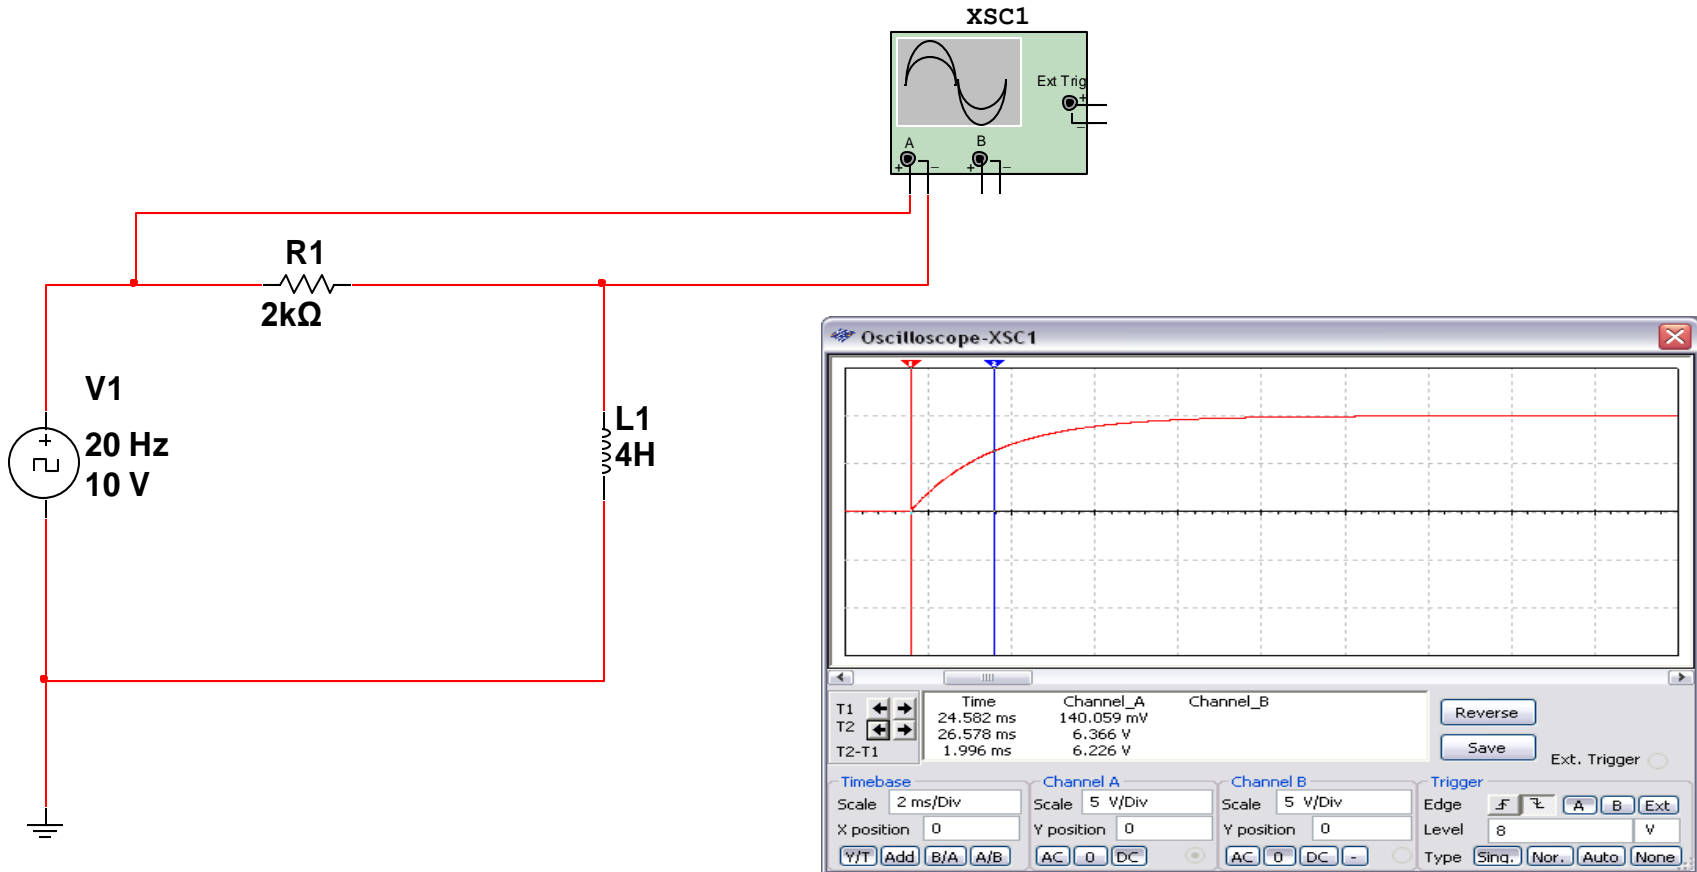 XSC1
Ext Trig
+
–
A
B
+ –
+ –
R1
2kΩ
V1
+
20 Hz
10 V
L1
4H
Oscilloscope-XSC1
Time Channel_A Channel_B
T1 24.582 ms 140.059 mV
T2 26.578 ms 6.366 V
T2-T1 1.996 ms 6.226 V
Reverse
Save
Ext. Trigger
Timebase Channel A Channel B Trigger
Scale 2 ms/Div Scale 5 V/Div Scale 5 V/Div Edge A B Ext
X position 0 Y position 0 Y position 0 Level 8 V
Y/T Add B/A A/B AC 0 DC AC 0 DC - Type Sing. Nor. Auto None